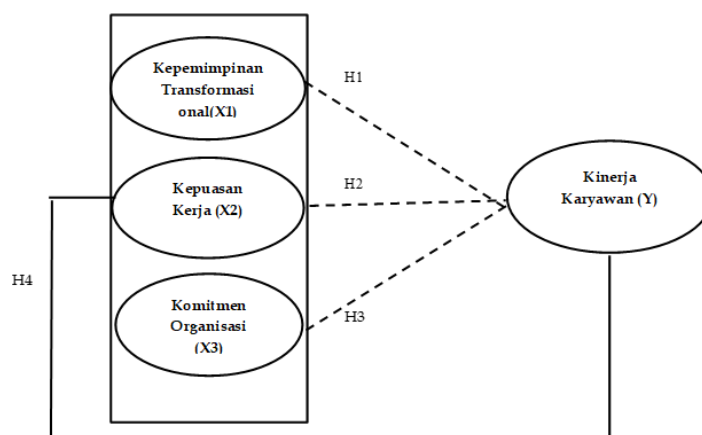 Kepemimpinan
Transformasi
onal(X1)
H1
Kepuasan
Kerja (X2)
H2
Kinerja
Karyawan (Y)
H4
Komitmen
Organisasi
(X3)
H3